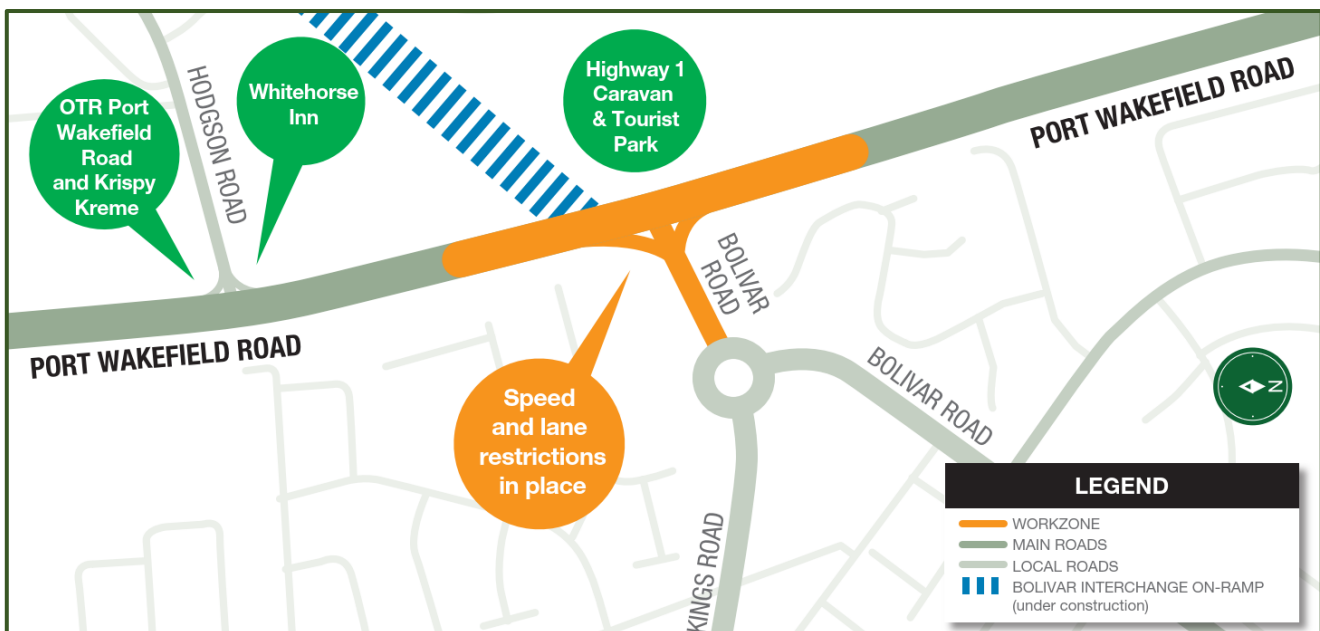 HODGSON ROAD
OTR Port
Wakefield
Road
and Krispy
Kreme
Whitehorse
Inn
Highway 1
Caravan
& Tourist
Park
PORT WAKEFIELD ROAD
PORT WAKEFIELD ROAD
BOLIVAR
ROAD
Speed
and lane
restrictions
in place
BOLIVAR ROAD
KINGS ROAD
N
LEGEND
WORKZONE
MAIN ROADS
LOCAL ROADS
BOLIVAR INTERCHANGE ON-RAMP
(under construction)